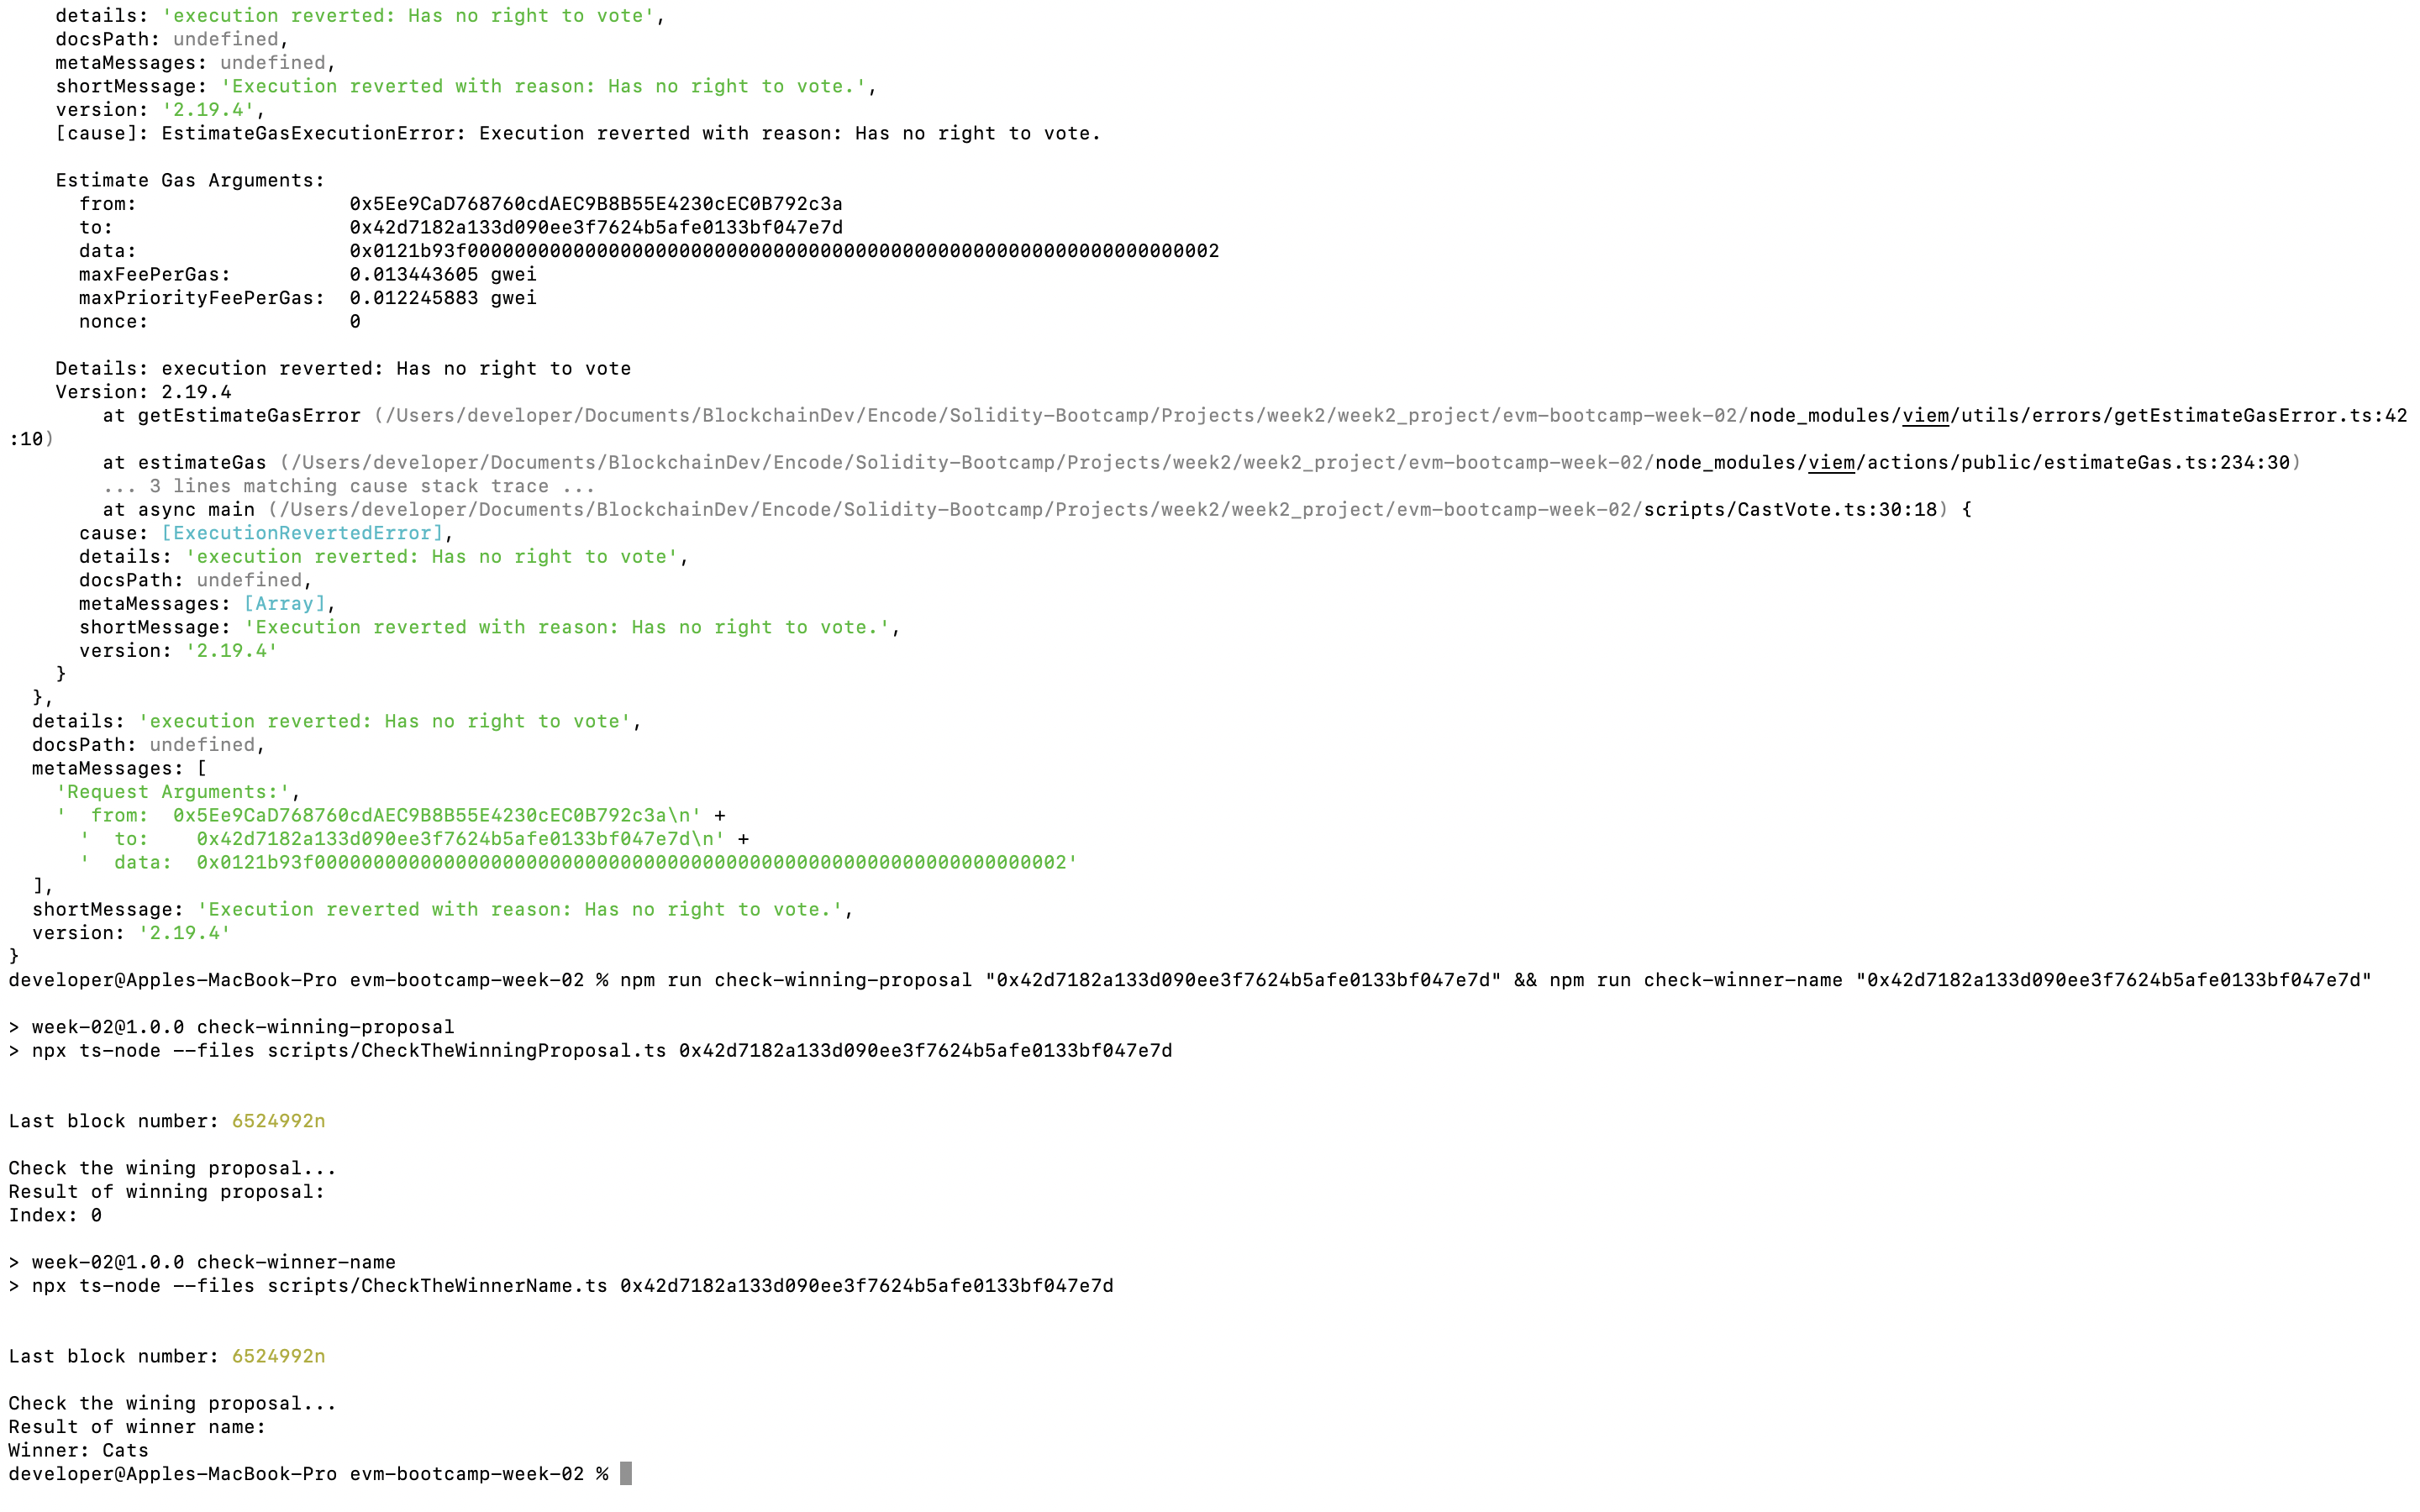 details: 'execution reverted: Has no right to vote',
docsPath: undefined,
metaMessages: undefined,
shortMessage: 'Execution reverted with reason: Has no right to vote.',
version: '2.19.4',
[cause]: EstimateGasExecutionError: Execution reverted with reason: Has no right to vote.
Estimate Gas Arguments:
from: 0x5Ee9CaD768760cdAEC9B8B55E4230cEC0B792c3a
to: 0x42d7182a133d090ee3f7624b5afe0133bf047e7d
data: 0x0121b93f0000000000000000000000000000000000000000000000000000000000000002
maxFeePerGas: 0.013443605 gwei
maxPriorityFeePerGas: 0.012245883 gwei
nonce: 0
Details: execution reverted: Has no right to vote
Version: 2.19.4
at getEstimateGasError (/Users/developer/Documents/BlockchainDev/Encode/Solidity-Bootcamp/Projects/week2/week2_project/evm-bootcamp-week-02/node_modules/viem/utils/errors/getEstimateGasError.ts:42
:10)
at estimateGas (/Users/developer/Documents/BlockchainDev/Encode/Solidity-Bootcamp/Projects/week2/week2_project/evm-bootcamp-week-02/node_modules/viem/actions/public/estimateGas.ts:234:30)
... 3 lines matching cause stack trace ...
at async main (/Users/developer/Documents/BlockchainDev/Encode/Solidity-Bootcamp/Projects/week2/week2_project/evm-bootcamp-week-02/scripts/CastVote.ts:30:18) {
cause: [ExecutionRevertedError],
details: 'execution reverted: Has no right to vote',
docsPath: undefined,
metaMessages: [Array],
shortMessage: 'Execution reverted with reason: Has no right to vote.',
version: '2.19.4'
}
},
details: 'execution reverted: Has no right to vote',
docsPath: undefined,
metaMessages: [
'Request Arguments:',
'  from:  0x5Ee9CaD768760cdAEC9B8B55E4230cEC0B792c3a\n' +
'  to:    0x42d7182a133d090ee3f7624b5afe0133bf047e7d\n' +
'  data:  0x0121b93f0000000000000000000000000000000000000000000000000000000000000002'
],
shortMessage: 'Execution reverted with reason: Has no right to vote.',
version: '2.19.4'
}
developer@Apples-MacBook-Pro evm-bootcamp-week-02 % npm run check-winning-proposal "0x42d7182a133d090ee3f7624b5afe0133bf047e7d" && npm run check-winner-name "0x42d7182a133d090ee3f7624b5afe0133bf047e7d"
> week-02@1.0.0 check-winning-proposal
> npx ts-node --files scripts/CheckTheWinningProposal.ts 0x42d7182a133d090ee3f7624b5afe0133bf047e7d
Last block number: 6524992n
Check the wining proposal...
Result of winning proposal:
Index: 0
> week-02@1.0.0 check-winner-name
> npx ts-node --files scripts/CheckTheWinnerName.ts 0x42d7182a133d090ee3f7624b5afe0133bf047e7d
Last block number: 6524992n
Check the wining proposal...
Result of winner name:
Winner: Cats
developer@Apples-MacBook-Pro evm-bootcamp-week-02 %